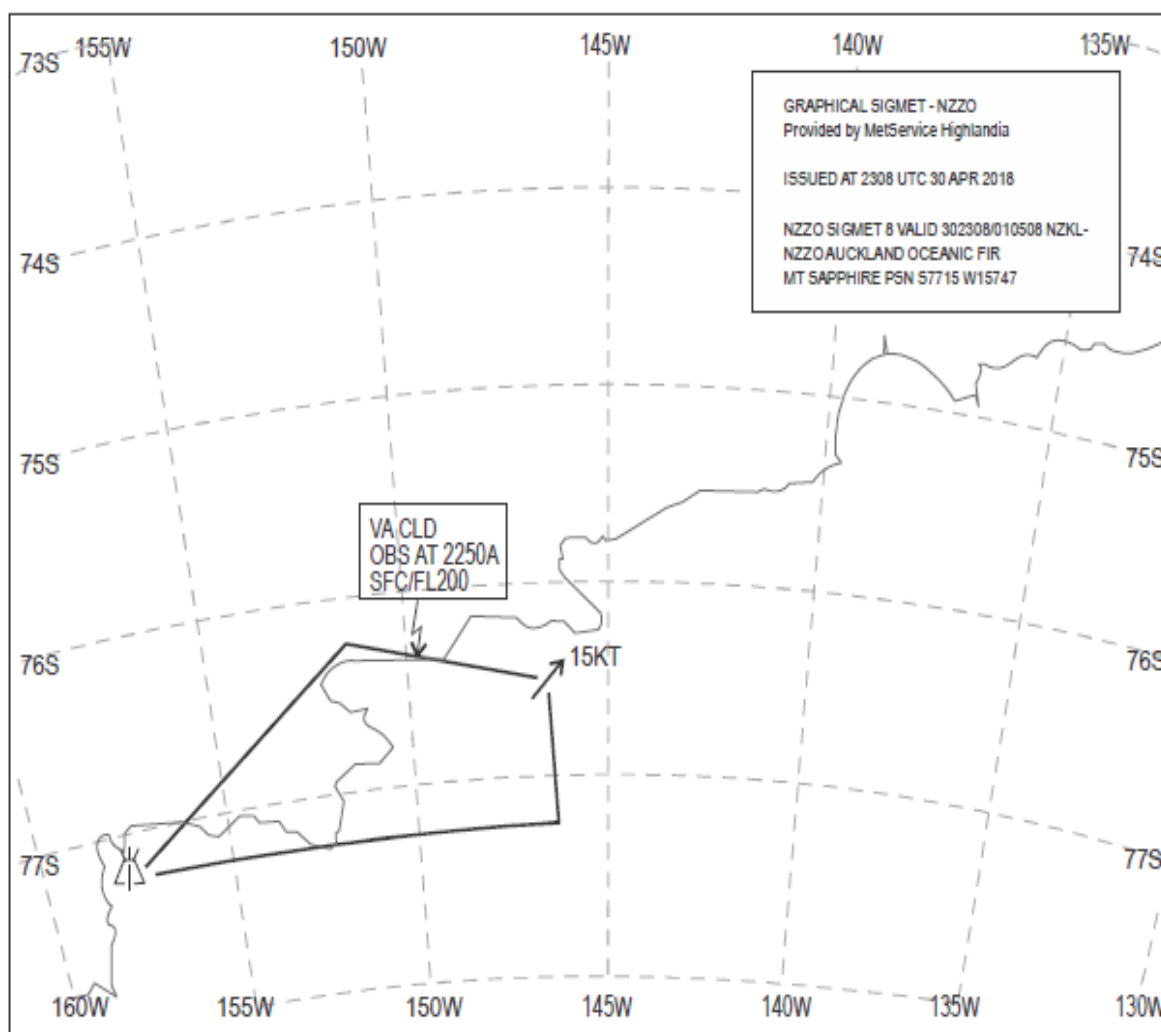 155W 150W 145W 140W 135W
73S
GRAPHICAL SIGMET - NZZO
Provided by MetService Highlandia
ISSUED AT 2308 UTC 30 APR 2018
NZZO SIGMET 8 VALID 302308/010508 NZKL-
NZZO AUCKLAND OCEANIC FIR
MT SAPPHIRE PSN S7715 W15747
74S 74S
75S 75S
VA CLD
OBS AT 2250A
SFC/FL200
76S 76S
15KT
77S 77S
160W 155W 150W 145W 140W 135W 130W